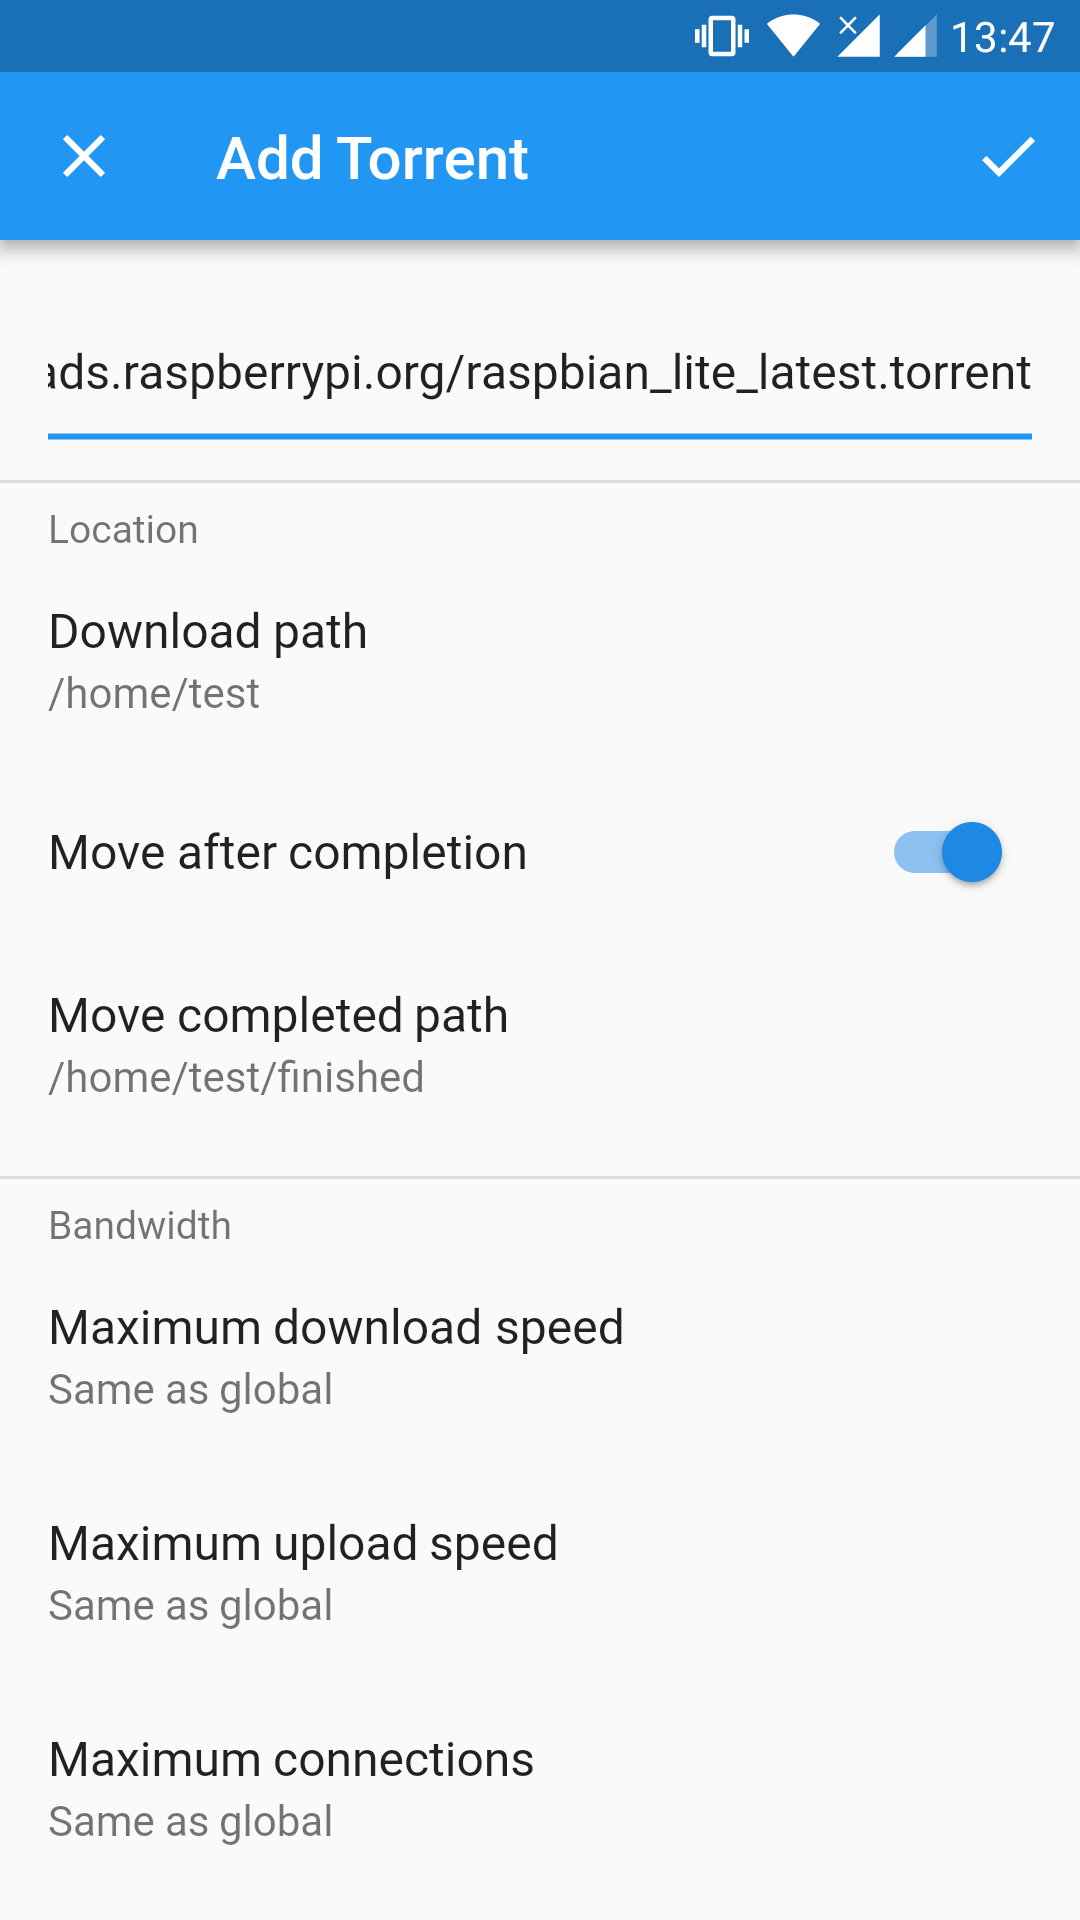 13:47
Add Torrent
ads.raspberrypi.org/raspbian_lite_latest.torrent
Location
Download path
/home/test
Move after completion
Move completed path
/home/test/finished
Bandwidth
Maximum download speed
Same as global
Maximum upload speed
Same as global
Maximum connections
Same as global